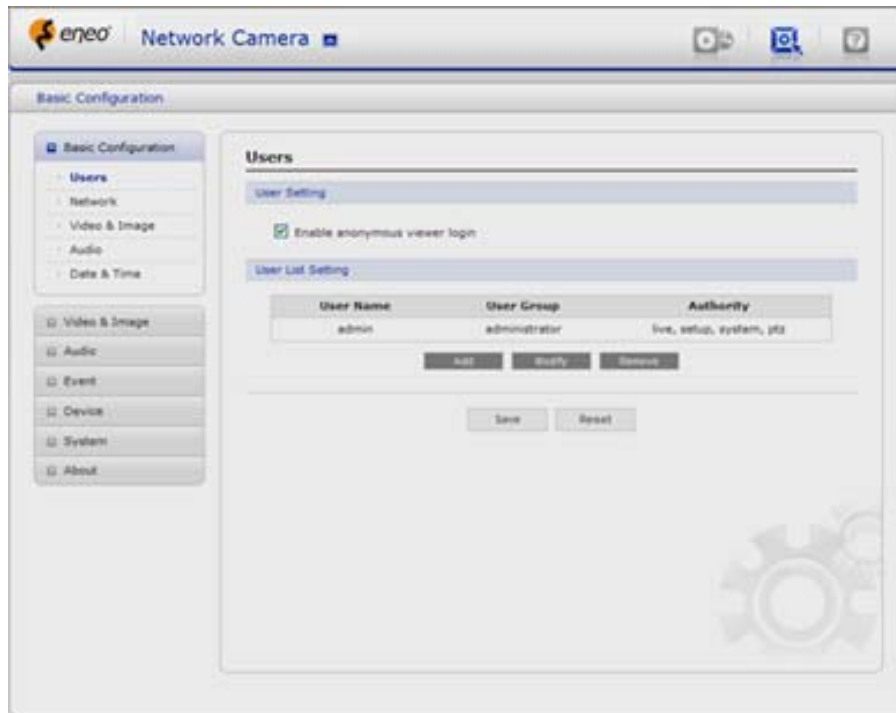 eneo Network Camera
Basic Configuration
Basic Configuration
Users
Network
Video & Image
Audio
Date & Time
Video & Image
Audio
Event
Device
System
About
Users
User Setting
Enable anonymous viewer login
User List Setting
User Name User Group Authority
admin administrator live, setup, system, ptz
Add Modify Remove
Save Reset